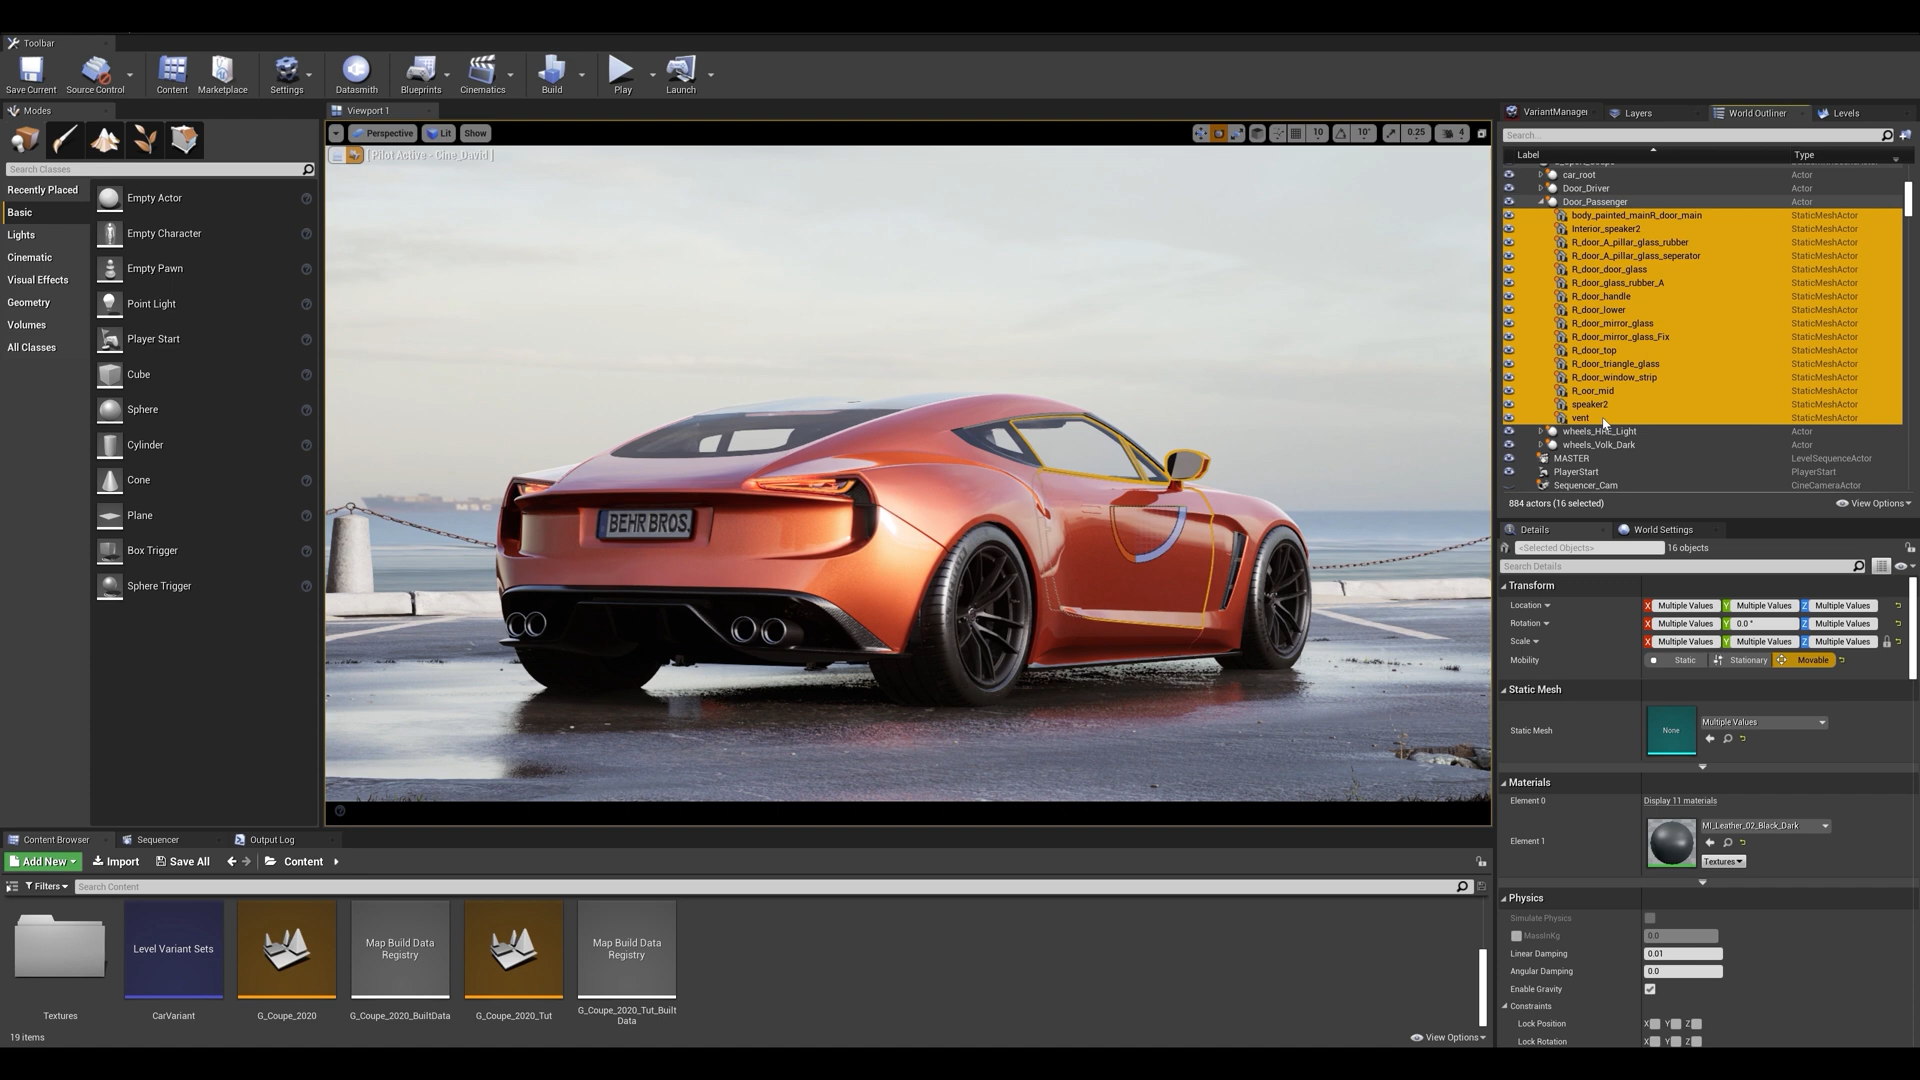 Toolbar
Save Current
Source Control
Content
Marketplace
Settings
Datasmith
Blueprints
Cinematics
Build
Play
Launch
Modes
Search Classes
Recently Placed
Basic
Lights
Cinematic
Visual Effects
Geometry
Volumes
All Classes
Empty Actor
Empty Character
Empty Pawn
Point Light
Player Start
Cube
Sphere
Cylinder
Cone
Plane
Box Trigger
Sphere Trigger
Viewport 1
Perspective
Lit
Show
10
10°
0.25
4
[ Pilot Active - Cine_David ]
BEHR BROS.
VariantManager
Layers
World Outliner
Levels
Search...
Label
Type
car_root Actor
Door_Driver Actor
Door_Passenger Actor
body_painted_mainR_door_main StaticMeshActor
Interior_speaker2 StaticMeshActor
R_door_A_pillar_glass_rubber StaticMeshActor
R_door_A_pillar_glass_seperator StaticMeshActor
R_door_door_glass StaticMeshActor
R_door_glass_rubber_A StaticMeshActor
R_door_handle StaticMeshActor
R_door_lower StaticMeshActor
R_door_mirror_glass StaticMeshActor
R_door_mirror_glass_Fix StaticMeshActor
R_door_top StaticMeshActor
R_door_triangle_glass StaticMeshActor
R_door_window_strip StaticMeshActor
R_oor_mid StaticMeshActor
speaker2 StaticMeshActor
vent StaticMeshActor
wheels_HRE_Light Actor
wheels_Volk_Dark Actor
MASTER LevelSequenceActor
PlayerStart PlayerStart
Sequencer_Cam CineCameraActor
884 actors (16 selected)
View Options
Details
World Settings
<Selected Objects>
16 objects
Search Details
Transform
Location X Multiple Values Y Multiple Values Z Multiple Values
Rotation X Multiple Values Y 0.0 ° Z Multiple Values
Scale X Multiple Values Y Multiple Values Z Multiple Values
Mobility Static Stationary Movable
Static Mesh
Static Mesh
None
Multiple Values
Materials
Element 0 Display 11 materials
Element 1
MI_Leather_02_Black_Dark
Textures
Physics
Simulate Physics
MassInKg 0.0
Linear Damping 0.01
Angular Damping 0.0
Enable Gravity
Constraints
Lock Position X Y Z
Lock Rotation X Y Z
Content Browser
Sequencer
Output Log
Add New
Import
Save All
Content
Filters
Search Content
Level Variant Sets
Map Build Data
Registry
Map Build Data
Registry
Textures
CarVariant
G_Coupe_2020
G_Coupe_2020_BuiltData
G_Coupe_2020_Tut
G_Coupe_2020_Tut_Built
Data
19 items
View Options